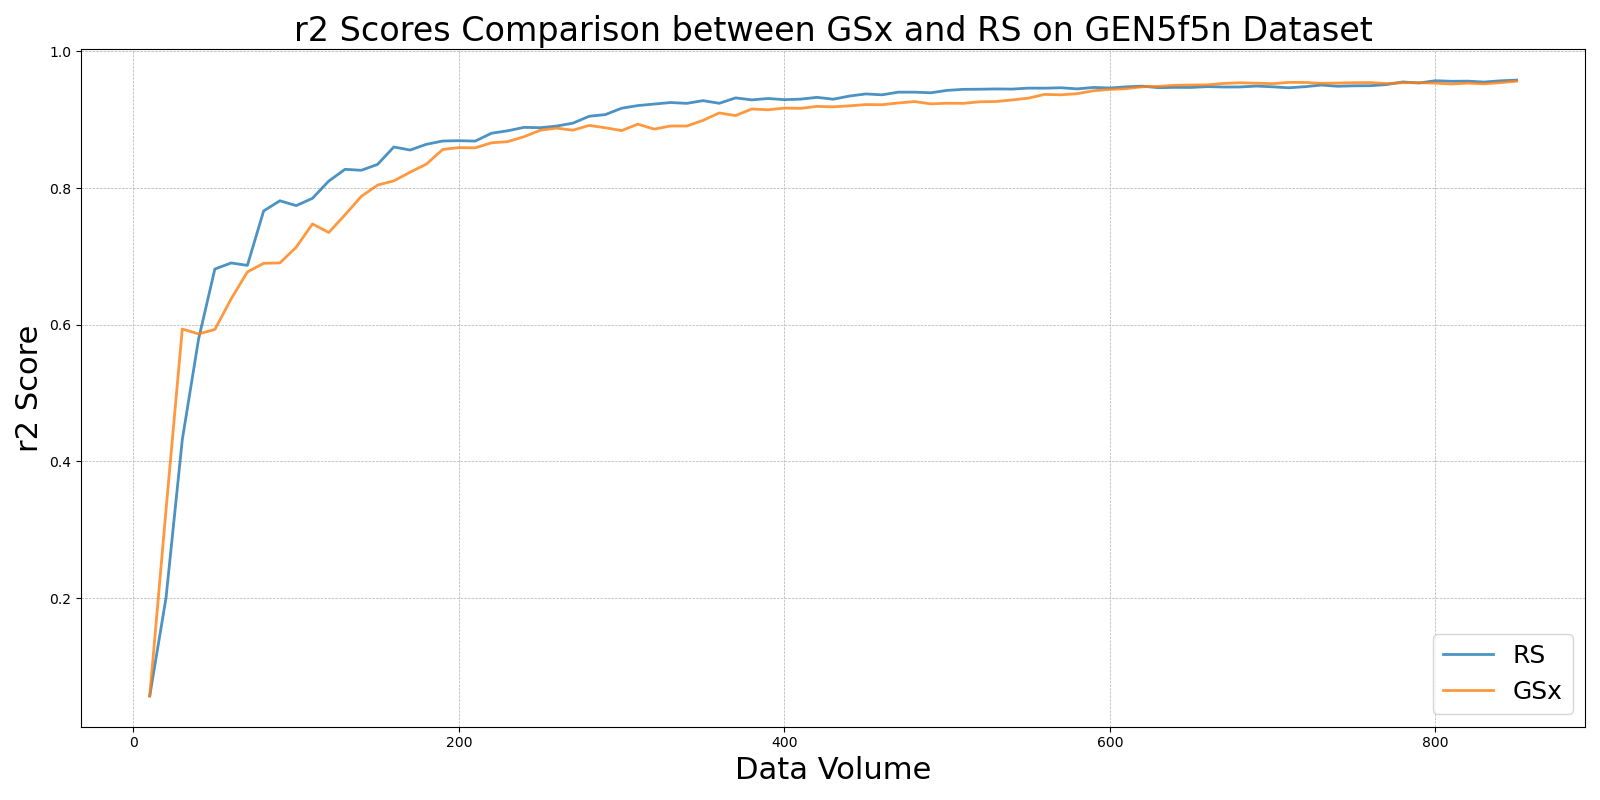 r2 Scores Comparison between GSx and RS on GEN5f5n Dataset
1.0
0.8
0.6
0.4
0.2
r2 Score
RS
GSx
0
200
400
600
800
Data Volume